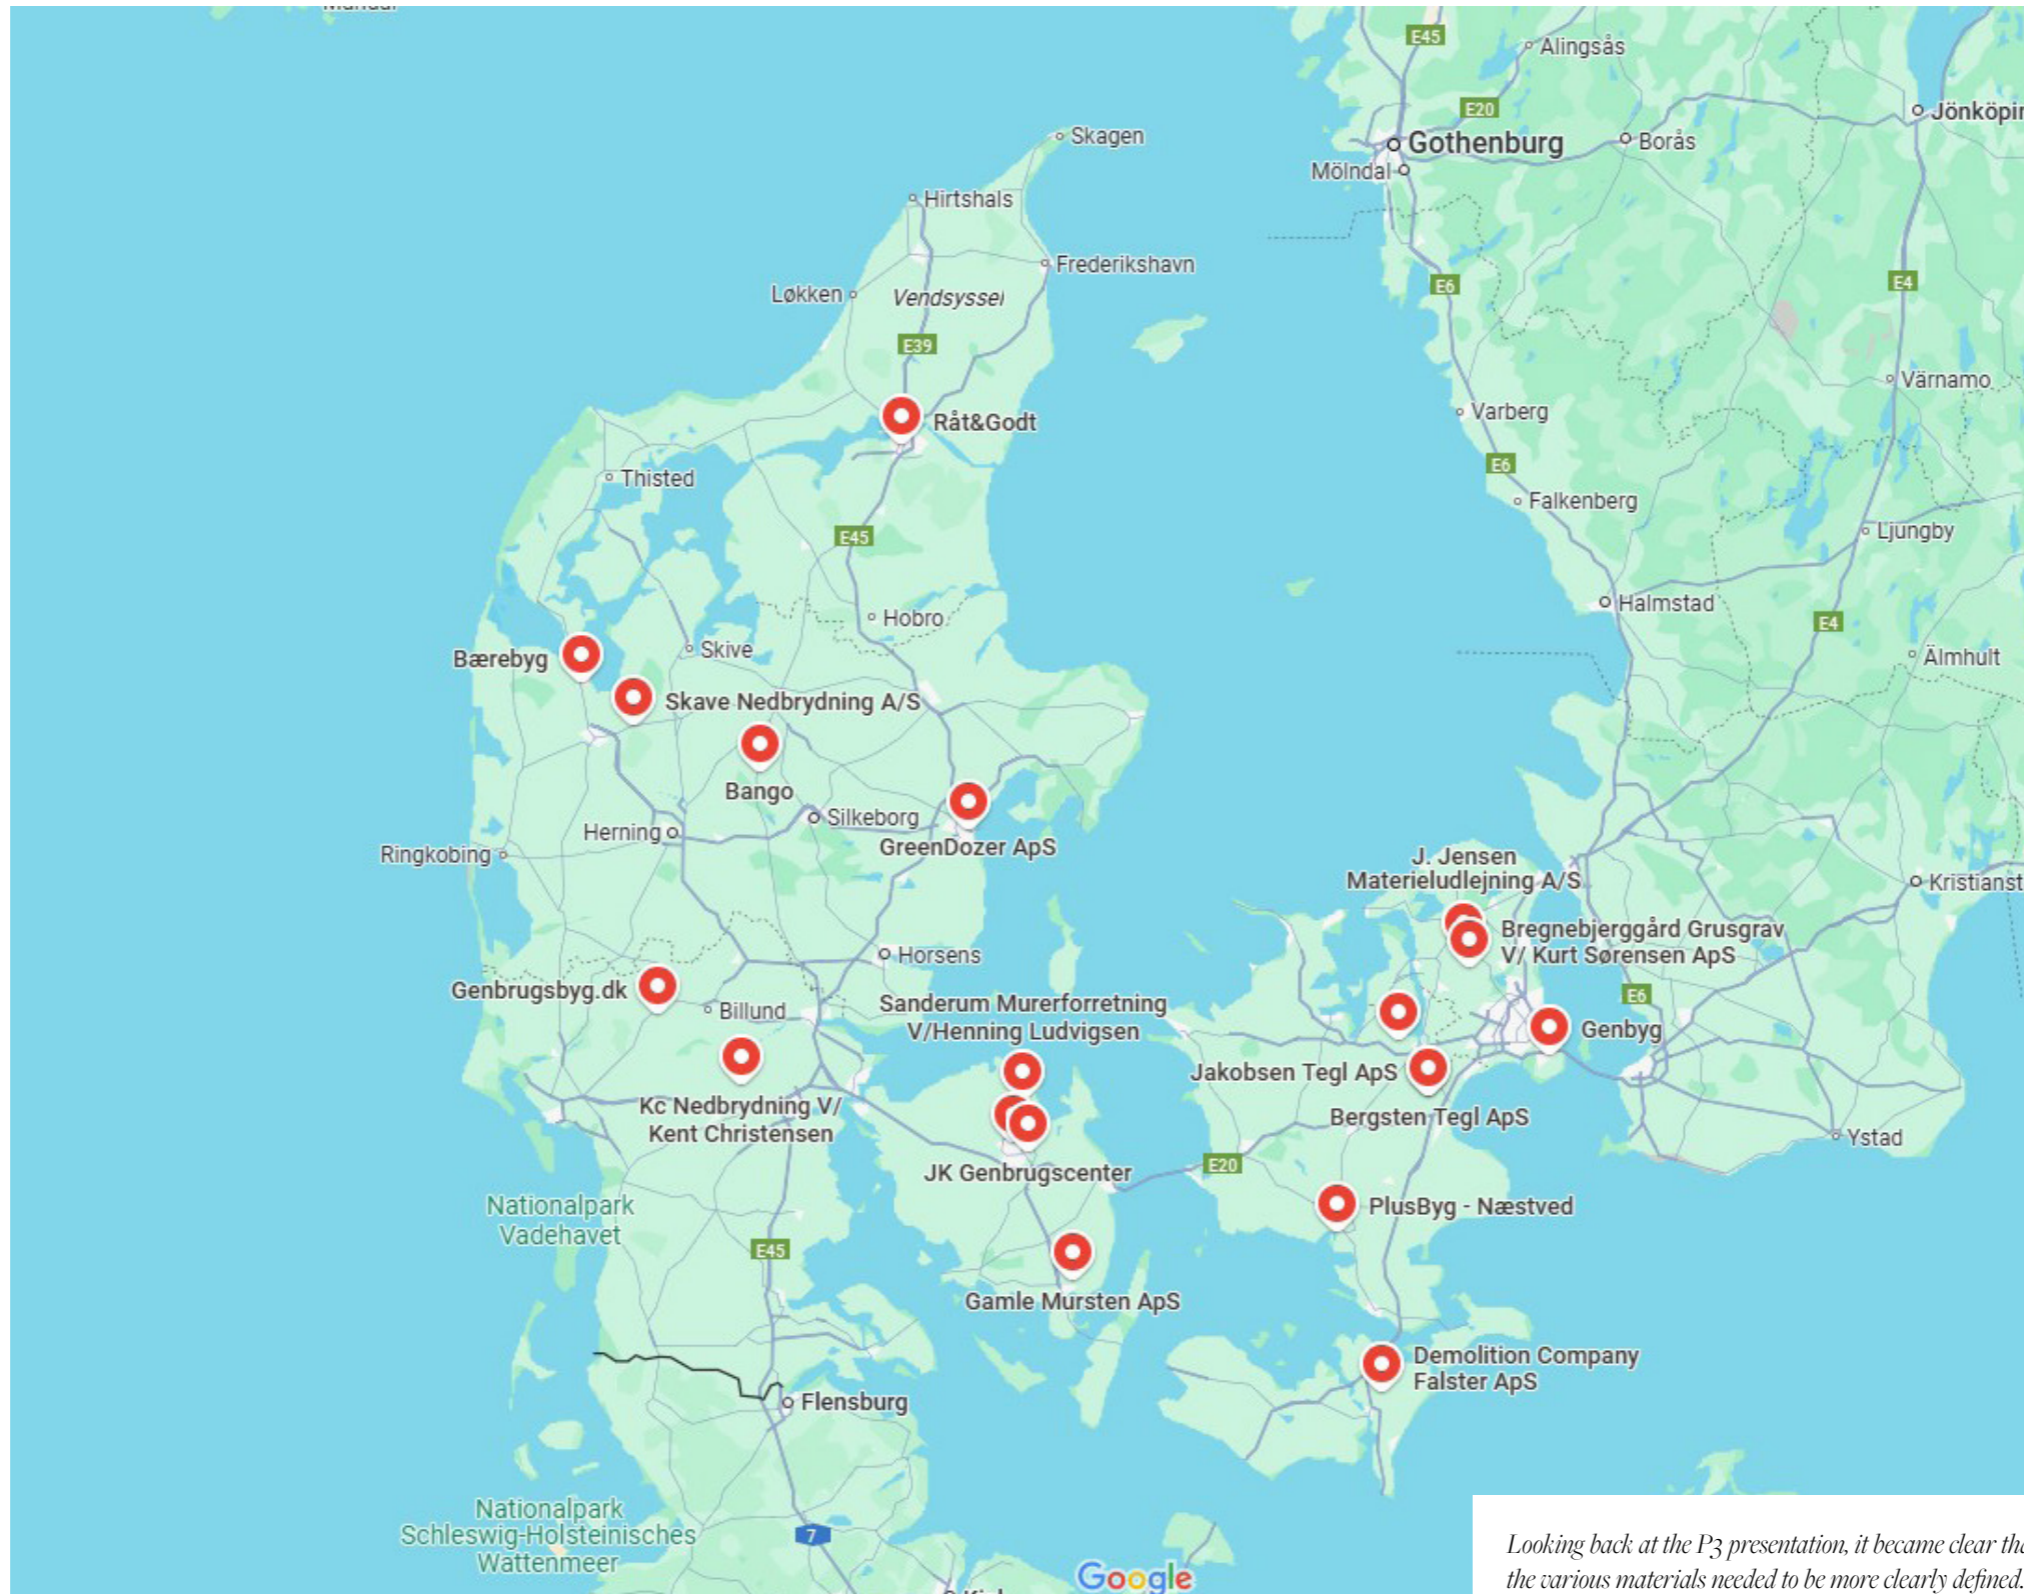 E45
Alingsås
E20
Jönköpin
Skagen
Gothenburg
Borås
Mölndal
Hirtshals
Frederikshavn
E6
E4
Løkken
Vendsyssel
E39
Värnamo
Varberg
Råt&Godt
E6
Thisted
Falkenberg
Ljungby
E45
Halmstad
Hobro
E4
Skive
Älmhult
Bærebyg
Skave Nedbrydning A/S
Bango
Silkeborg
Herning
GreenDozer ApS
Ringkobing
J. Jensen
Materieludlejning A/S
Kristianst
Bregnebjerggård Grusgrav
V/ Kurt Sørensen ApS
Horsens
Genbrugsbyg.dk
E6
Billund
Sanderum Murerforretning
V/Henning Ludvigsen
Genbyg
Jakobsen Tegl ApS
Kc Nedbrydning V/
Kent Christensen
Bergsten Tegl ApS
Ystad
JK Genbrugscenter
E20
Nationalpark
Vadehavet
PlusByg - Næstved
E45
Gamle Mursten ApS
Demolition Company
Falster ApS
Flensburg
Nationalpark
Schleswig-Holsteinisches
Wattenmeer
7
Google
Looking back at the P3 presentation, it became clear tha
the various materials needed to be more clearly defined.